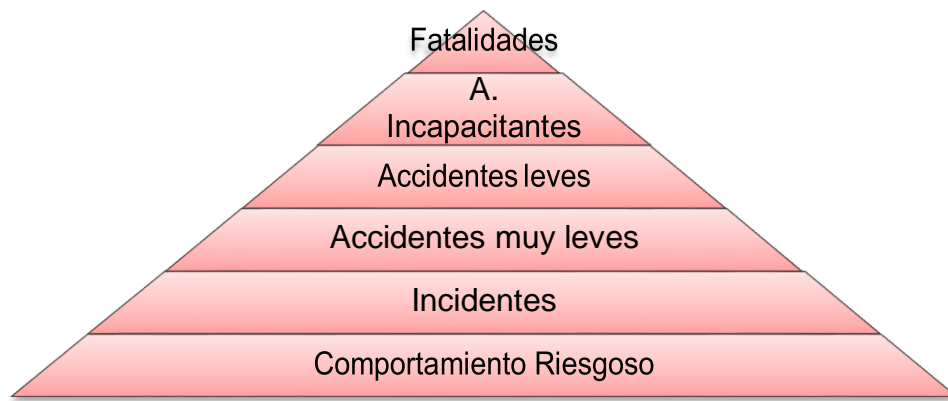 Fatalidades
A.
Incapacitantes
Accidentes leves
Accidentes muy leves
Incidentes
Comportamiento Riesgoso